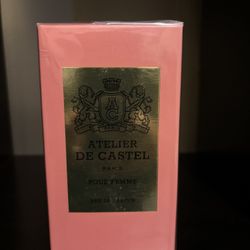 ATELIER
DE CASTEL
PARIS
POUR FEMME
EAU DE PARFUM